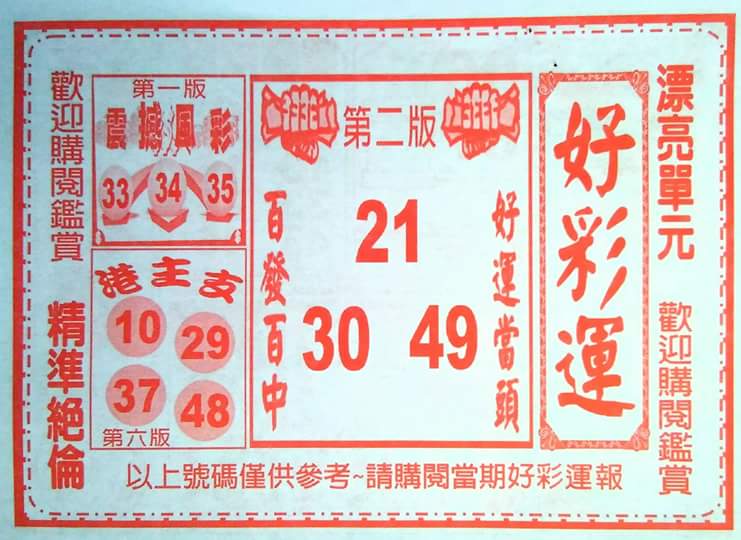 漂亮單元
歡迎購閱鑑賞
好彩運
第二版
好運當頭
21
30 49
百發百中
第一版
震撼風彩
33 34 35
港主支
10 29
37 48
第六版
歡迎購閱鑑賞
精準絕倫
以上號碼僅供參考~請購閱當期好彩運報